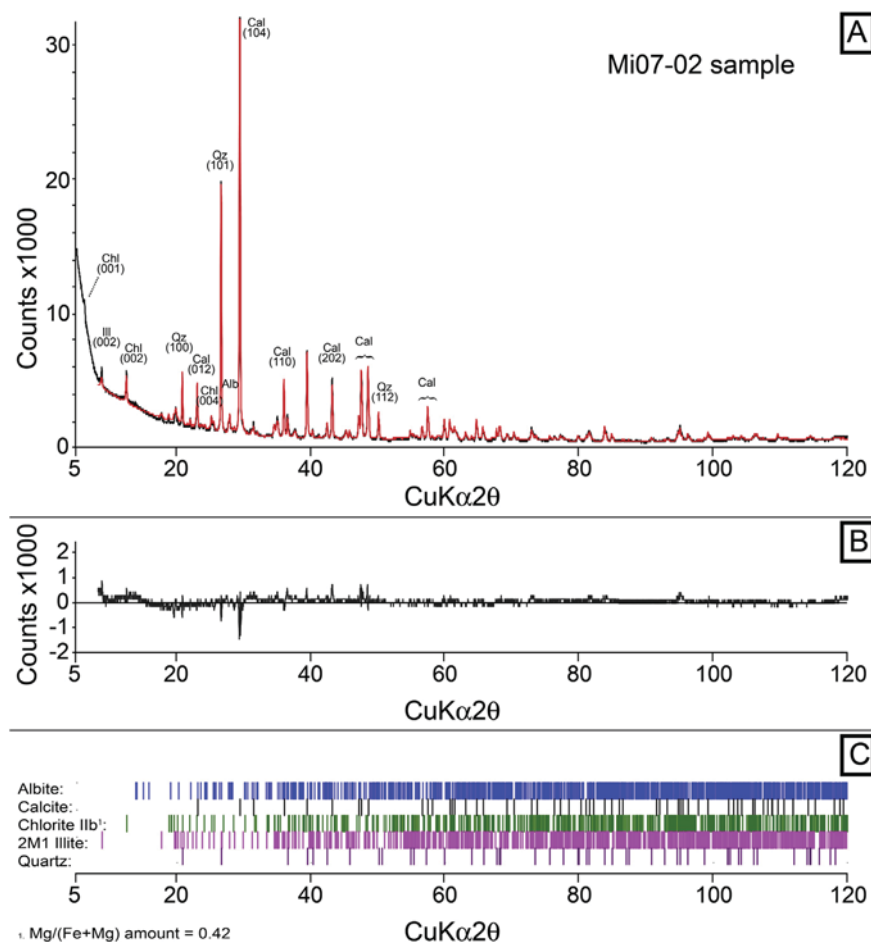 A
Mi07-02 sample
Counts x1000
30
20
10
0
Cal
(104)
Qz
(101)
Chl
(001)
Ill
(002)
Chl
(002)
Qz
(100)
Cal
(012)
Chl
(004)
Alb
Cal
(110)
Cal
(202)
Cal
Qz
(112)
Cal
5 20 40 60 80 100 120
CuKα2θ
B
Counts x1000
2
1
0
-1
-2
5 20 40 60 80 100 120
CuKα2θ
C
Albite:
Calcite:
Chlorite IIb¹:
2M1 Illite:
Quartz:
5 20 40 60 80 100 120
CuKα2θ
1. Mg/(Fe+Mg) amount = 0.42